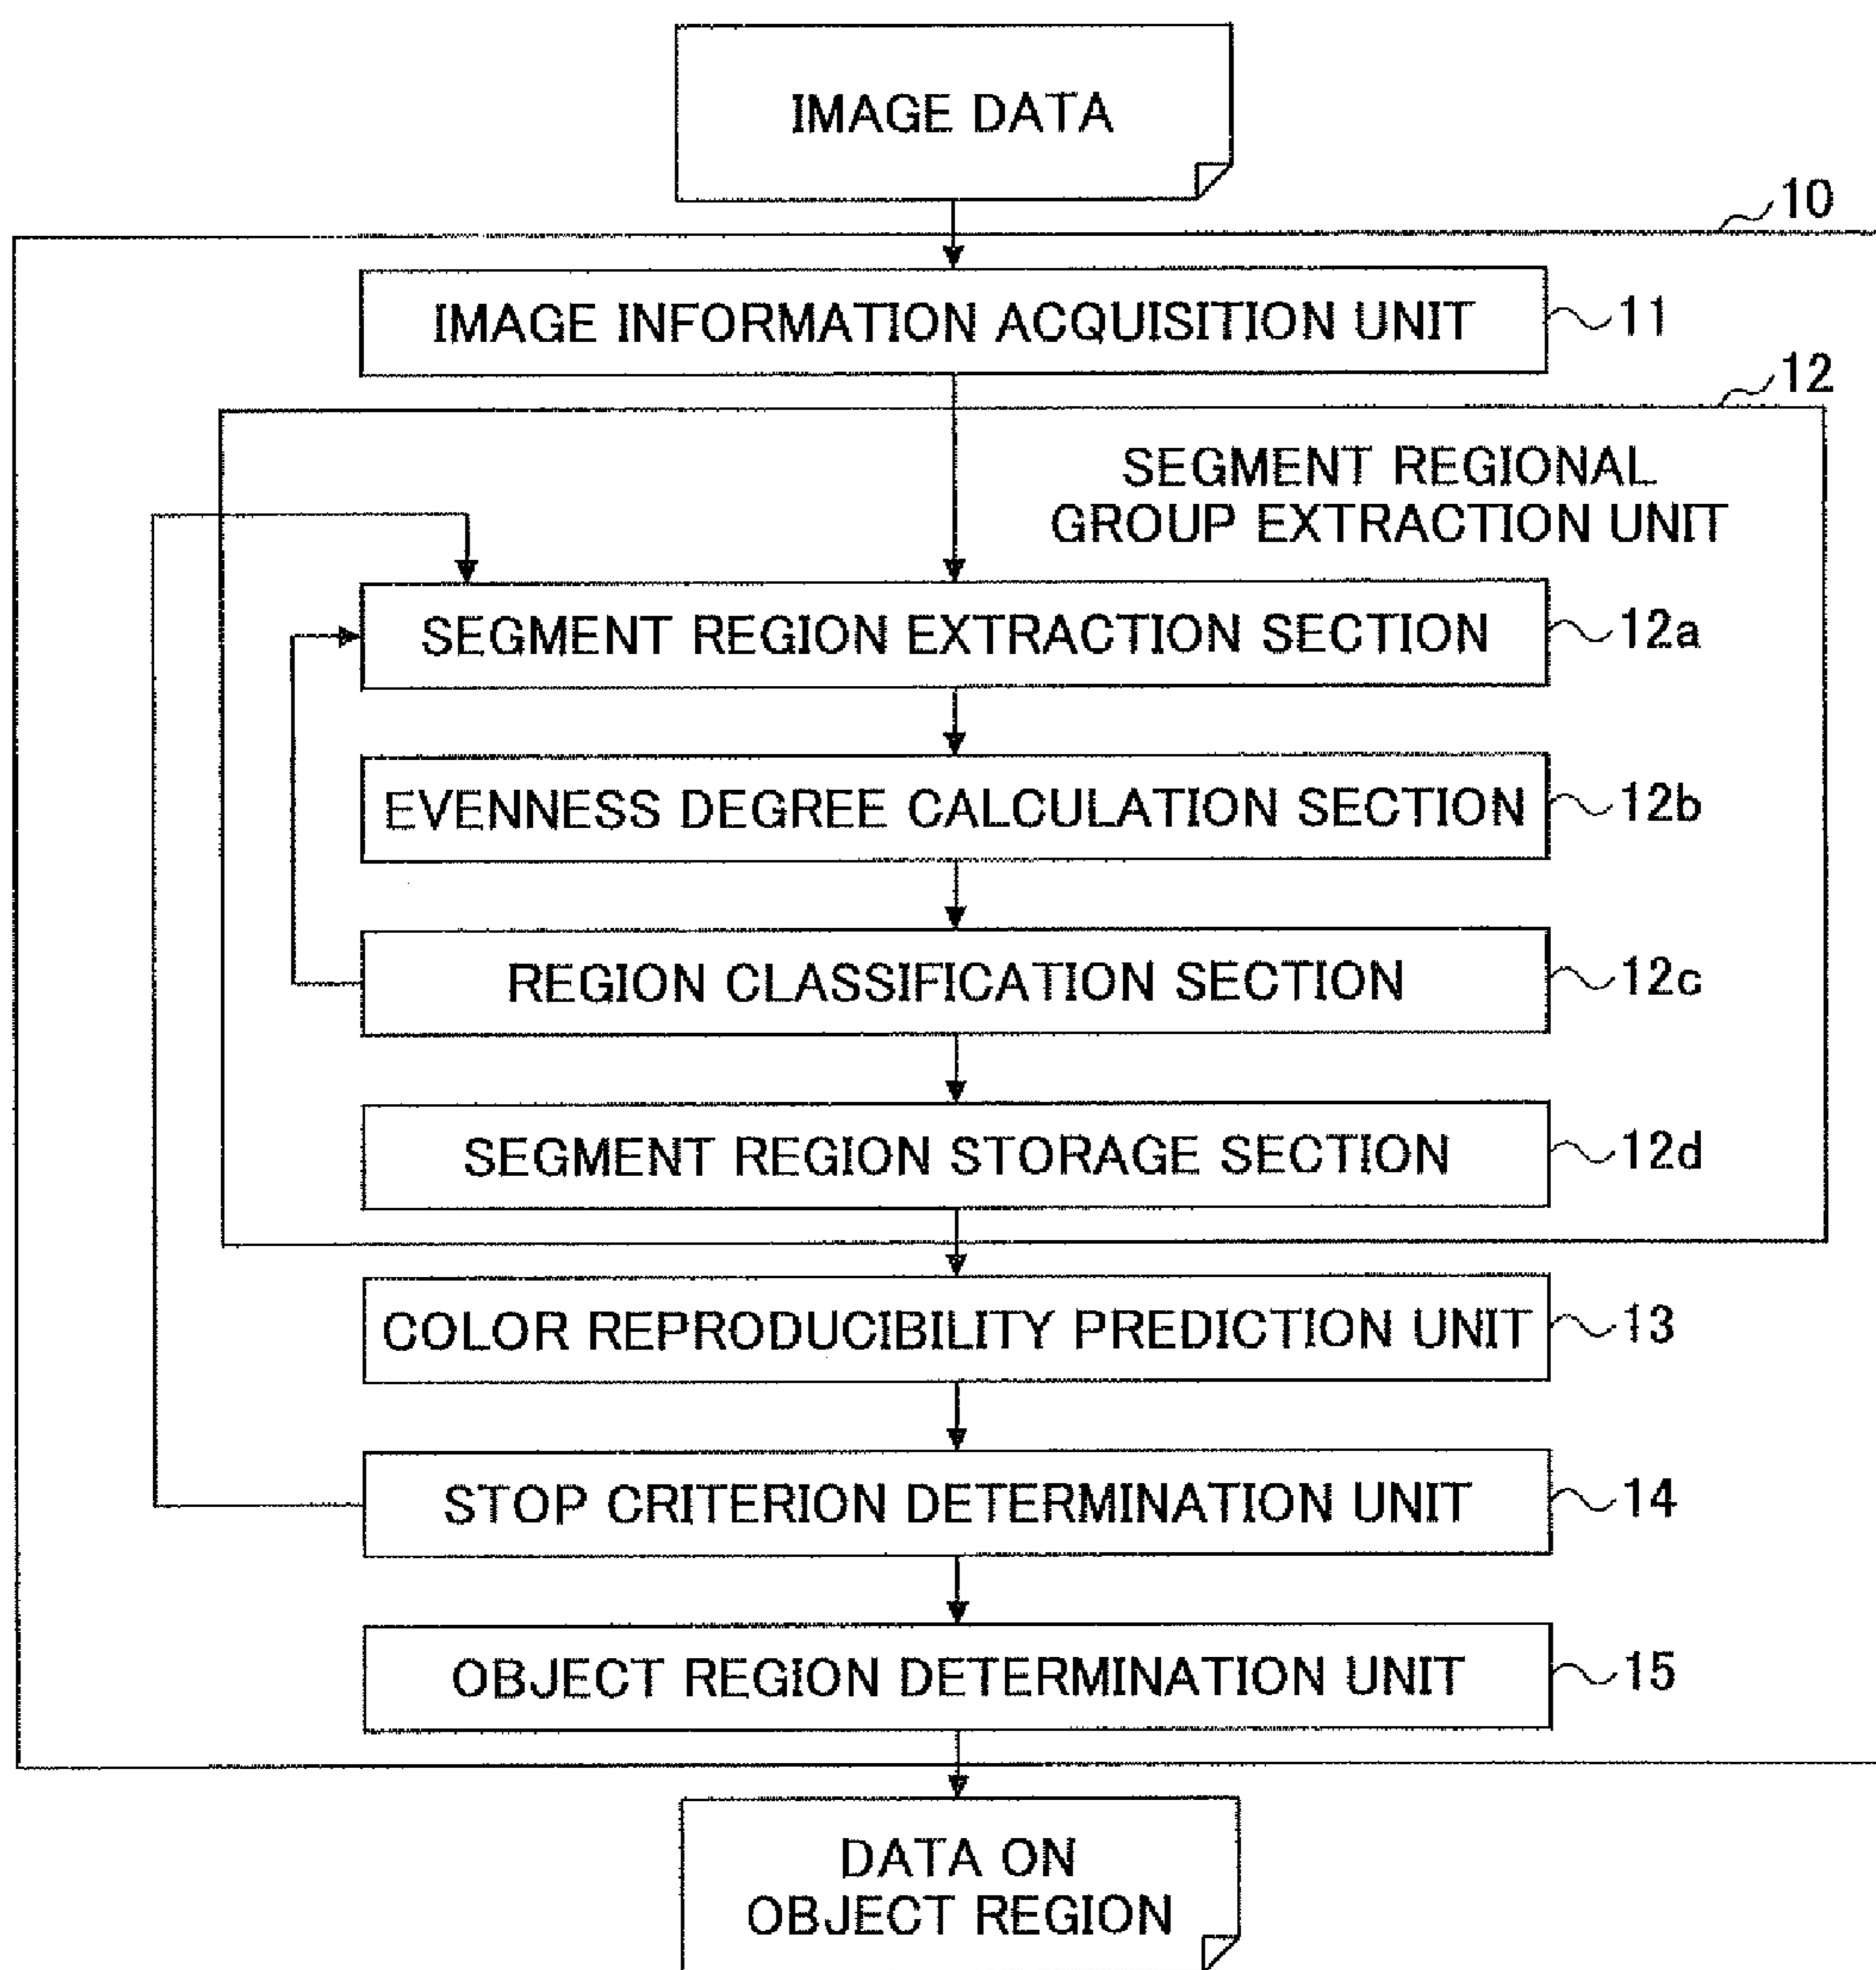 IMAGE DATA
10
IMAGE INFORMATION ACQUISITION UNIT
11
12
SEGMENT REGIONAL
GROUP EXTRACTION UNIT
SEGMENT REGION EXTRACTION SECTION
12a
EVENNESS DEGREE CALCULATION SECTION
12b
REGION CLASSIFICATION SECTION
12c
SEGMENT REGION STORAGE SECTION
12d
COLOR REPRODUCIBILITY PREDICTION UNIT
13
STOP CRITERION DETERMINATION UNIT
14
OBJECT REGION DETERMINATION UNIT
15
DATA ON
OBJECT REGION